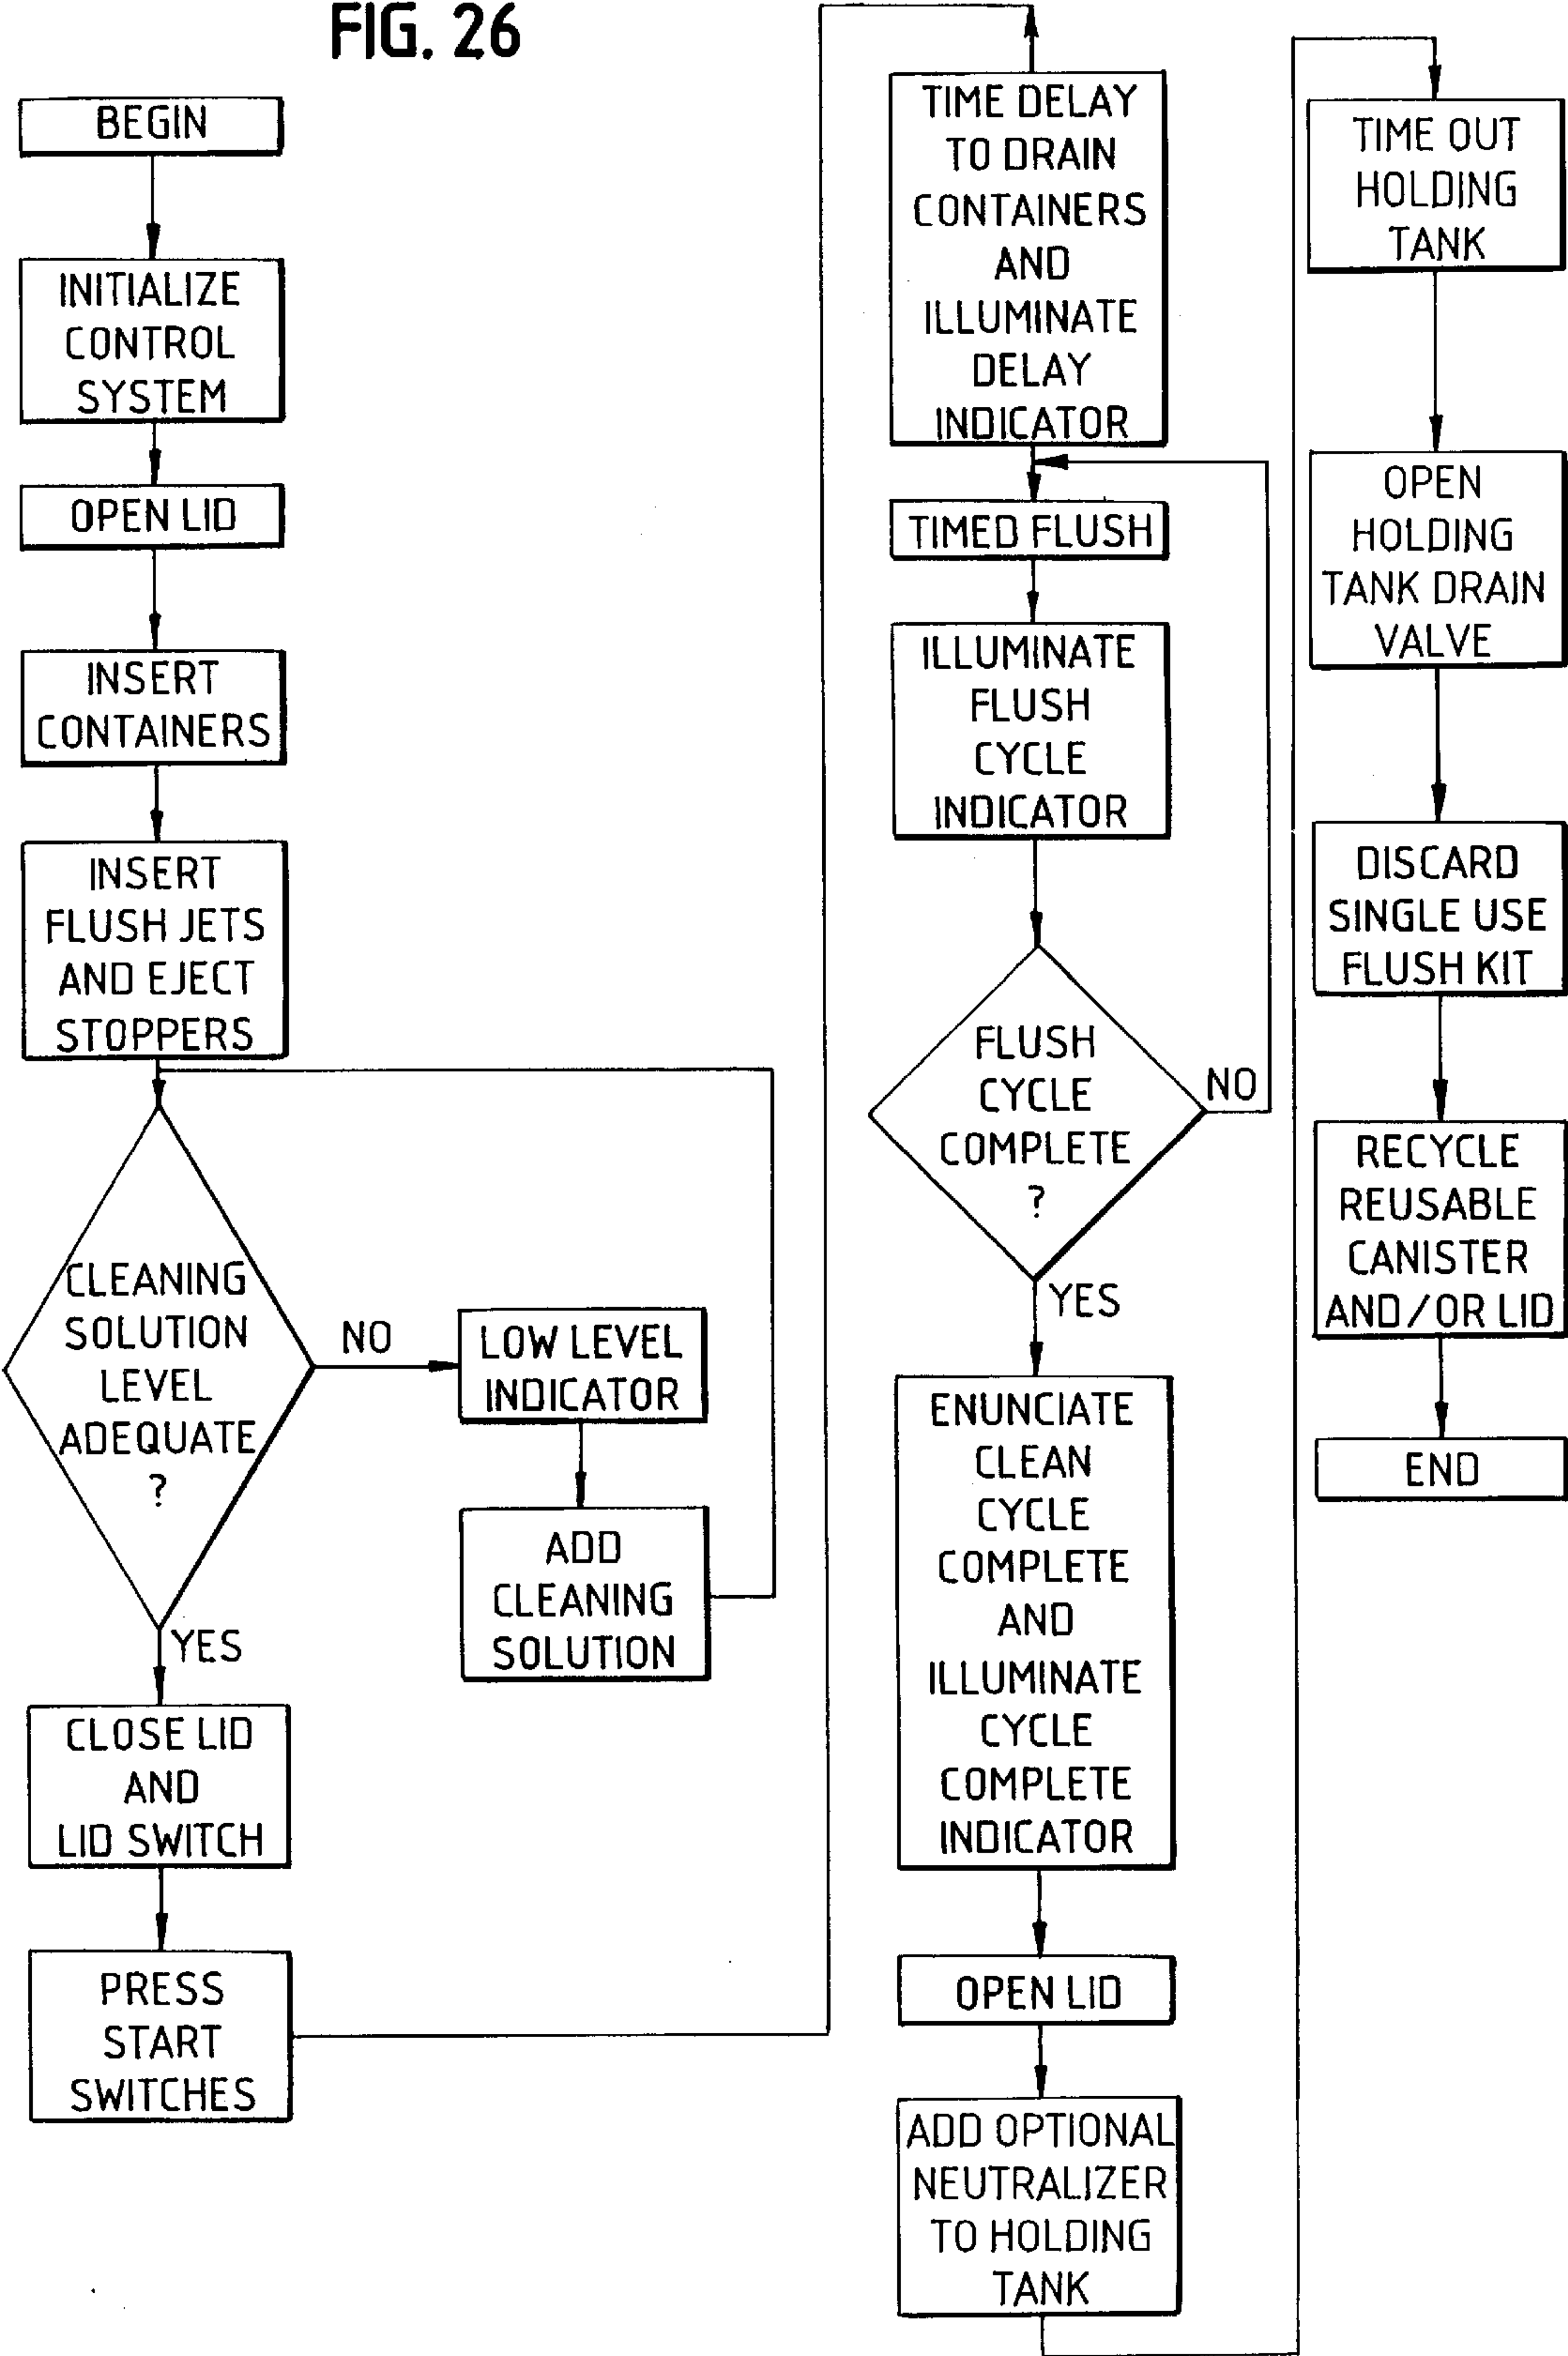 FIG. 26
BEGIN
INITIALIZE
CONTROL
SYSTEM
OPEN LID
INSERT
CONTAINERS
INSERT
FLUSH JETS
AND EJECT
STOPPERS
CLEANING
SOLUTION
LEVEL
ADEQUATE
?
NO
LOW LEVEL
INDICATOR
ADD
CLEANING
SOLUTION
YES
CLOSE LID
AND
LID SWITCH
PRESS
START
SWITCHES
TIME DELAY
TO DRAIN
CONTAINERS
AND
ILLUMINATE
DELAY
INDICATOR
TIMED FLUSH
ILLUMINATE
FLUSH
CYCLE
INDICATOR
FLUSH
CYCLE
COMPLETE
?
NO
YES
ENUNCIATE
CLEAN
CYCLE
COMPLETE
AND
ILLUMINATE
CYCLE
COMPLETE
INDICATOR
OPEN LID
ADD OPTIONAL
NEUTRALIZER
TO HOLDING
TANK
TIME OUT
HOLDING
TANK
OPEN
HOLDING
TANK DRAIN
VALVE
DISCARD
SINGLE USE
FLUSH KIT
RECYCLE
REUSABLE
CANISTER
AND/OR LID
END